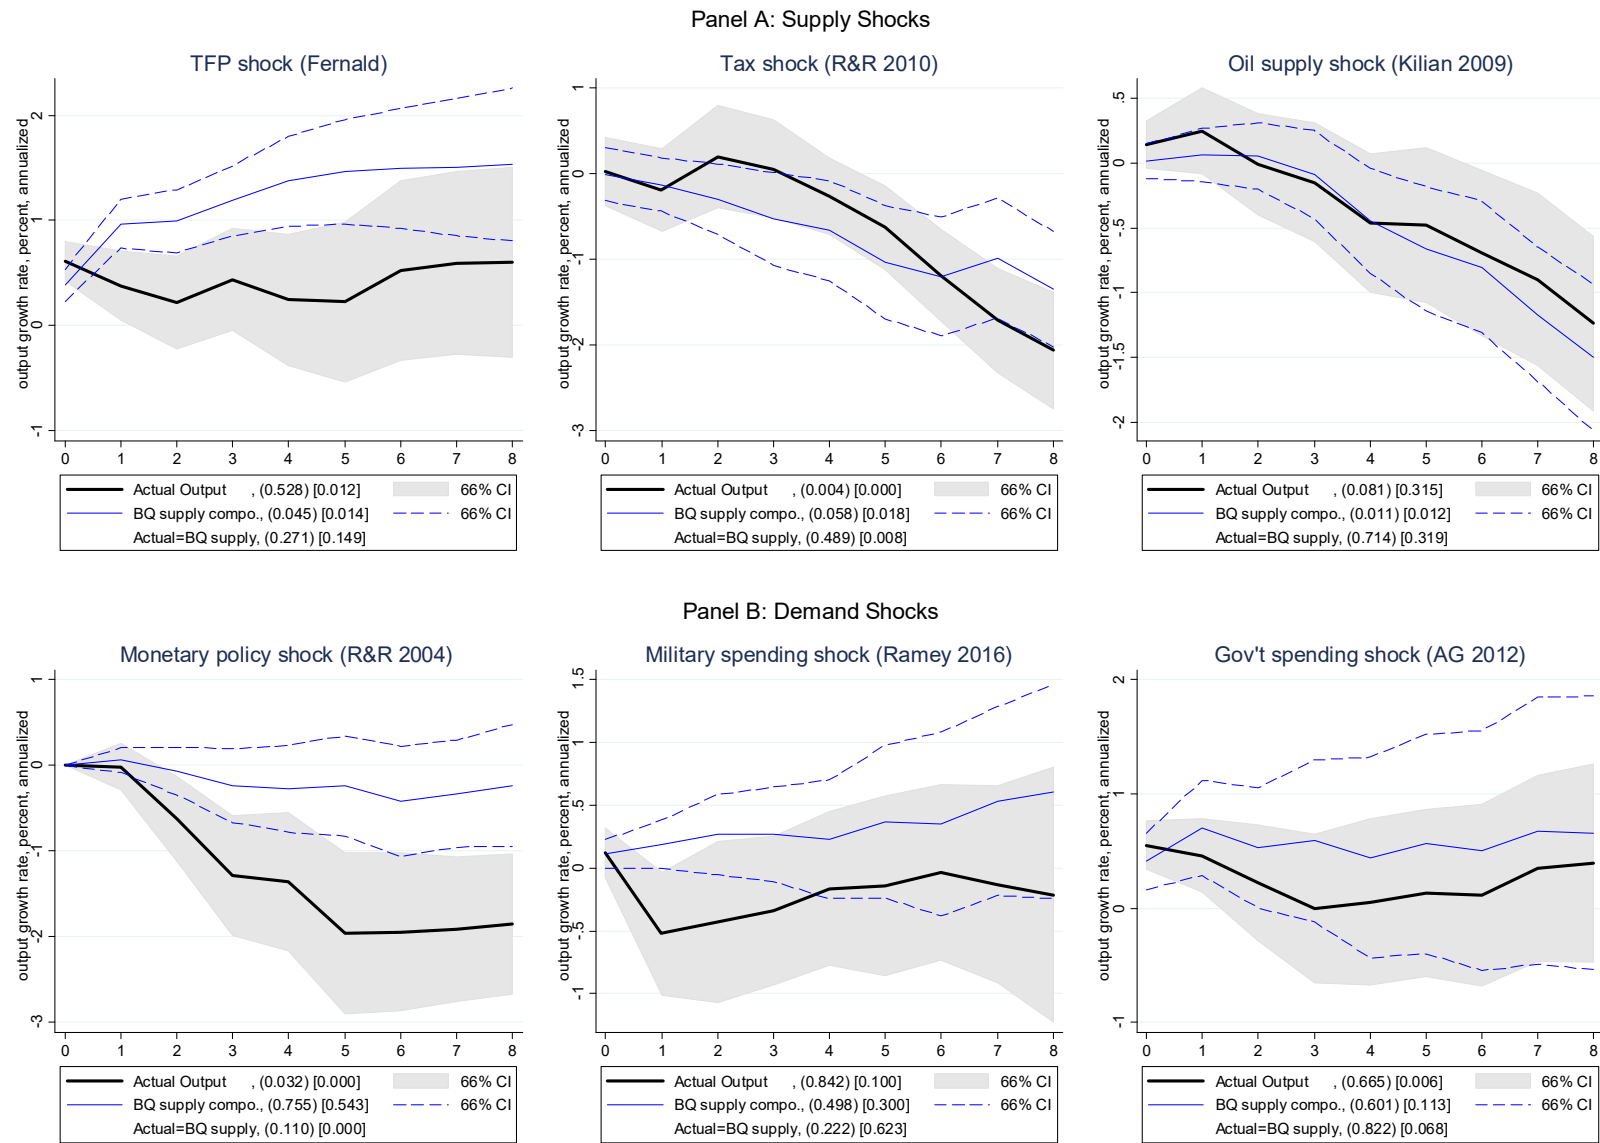 Panel A: Supply Shocks
TFP shock (Fernald)
output growth rate, percent, annualized
2
1
0
-1
0 1 2 3 4 5 6 7 8
Actual Output , (0.528) [0.012] 66% CI
BQ supply compo., (0.045) [0.014] 66% CI
Actual=BQ supply, (0.271) [0.149]
Tax shock (R&R 2010)
output growth rate, percent, annualized
1
0
-1
-2
-3
0 1 2 3 4 5 6 7 8
Actual Output , (0.004) [0.000] 66% CI
BQ supply compo., (0.058) [0.018] 66% CI
Actual=BQ supply, (0.489) [0.008]
Oil supply shock (Kilian 2009)
output growth rate, percent, annualized
.5
0
-.5
-1
-1.5
-2
0 1 2 3 4 5 6 7 8
Actual Output , (0.081) [0.315] 66% CI
BQ supply compo., (0.011) [0.012] 66% CI
Actual=BQ supply, (0.714) [0.319]
Panel B: Demand Shocks
Monetary policy shock (R&R 2004)
output growth rate, percent, annualized
1
0
-1
-2
-3
0 1 2 3 4 5 6 7 8
Actual Output , (0.032) [0.000] 66% CI
BQ supply compo., (0.755) [0.543] 66% CI
Actual=BQ supply, (0.110) [0.000]
Military spending shock (Ramey 2016)
output growth rate, percent, annualized
1.5
1
.5
0
-.5
-1
0 1 2 3 4 5 6 7 8
Actual Output , (0.842) [0.100] 66% CI
BQ supply compo., (0.498) [0.300] 66% CI
Actual=BQ supply, (0.222) [0.623]
Gov't spending shock (AG 2012)
output growth rate, percent, annualized
2
1
0
-1
0 1 2 3 4 5 6 7 8
Actual Output , (0.665) [0.006] 66% CI
BQ supply compo., (0.601) [0.113] 66% CI
Actual=BQ supply, (0.822) [0.068]